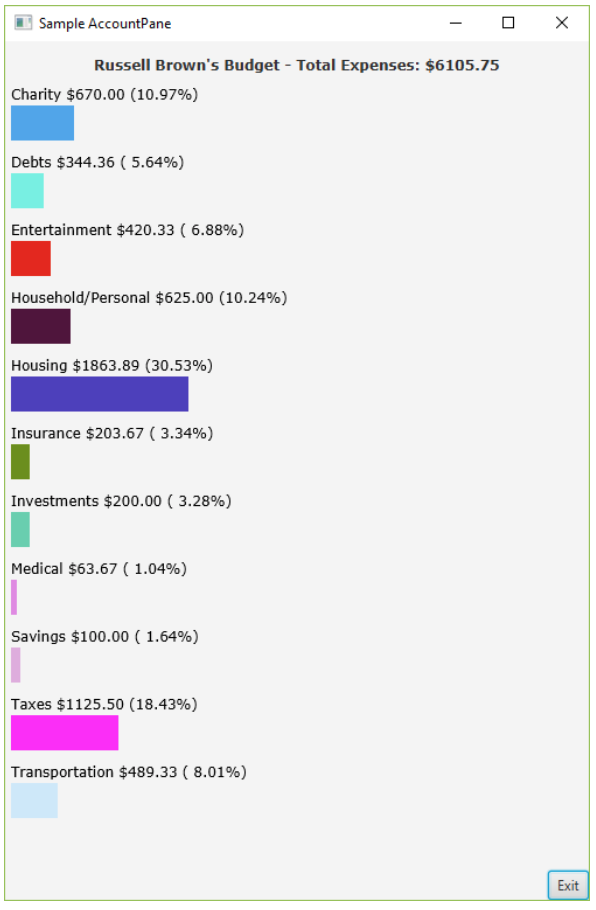 Sample AccountPane
Russell Brown's Budget - Total Expenses: $6105.75
Charity $670.00 (10.97%)
Debts $344.36 ( 5.64%)
Entertainment $420.33 ( 6.88%)
Household/Personal $625.00 (10.24%)
Housing $1863.89 (30.53%)
Insurance $203.67 ( 3.34%)
Investments $200.00 ( 3.28%)
Medical $63.67 ( 1.04%)
Savings $100.00 ( 1.64%)
Taxes $1125.50 (18.43%)
Transportation $489.33 ( 8.01%)
Exit